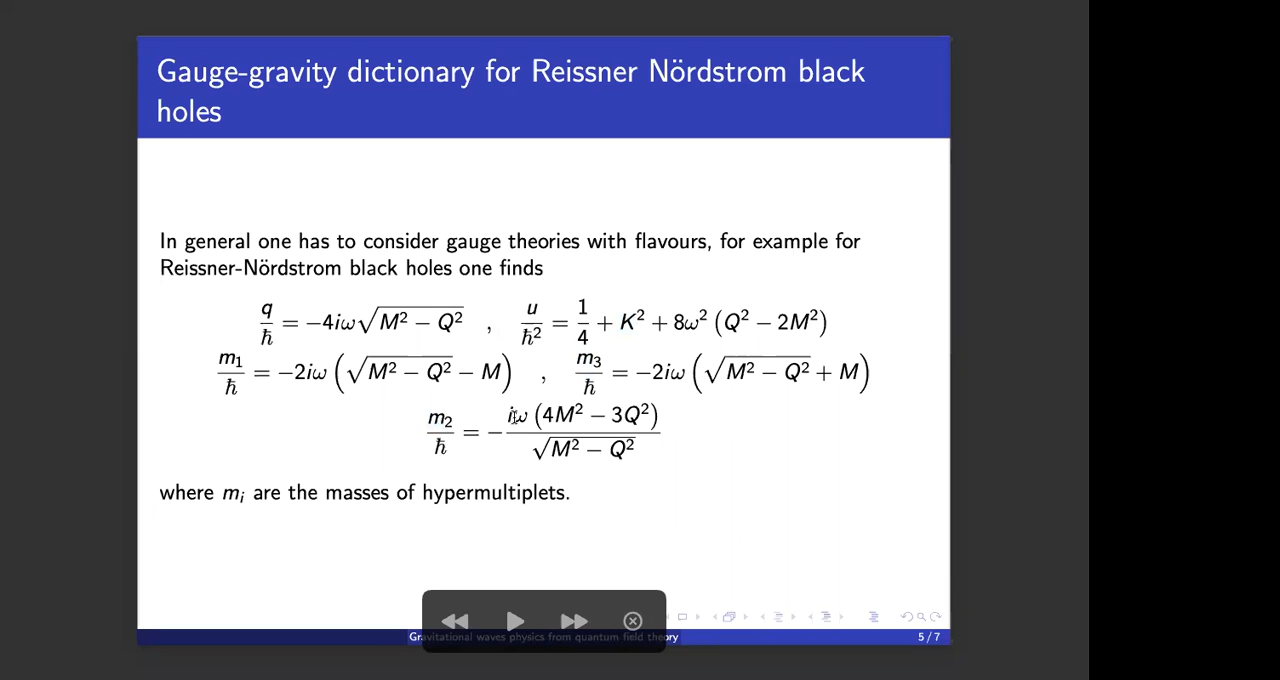 Gauge-gravity dictionary for Reissner Nördstrom black
holes
In general one has to consider gauge theories with flavours, for example for
Reissner-Nördstrom black holes one finds
q/ħ = −4iω√(M² − Q²) , u/ħ² = 1/4 + K² + 8ω² (Q² − 2M²)
m₁/ħ = −2iω (√(M² − Q²) − M) , m₃/ħ = −2iω (√(M² − Q²) + M)
m₂/ħ = − iω (4M² − 3Q²)/√(M² − Q²)
where mᵢ are the masses of hypermultiplets.
Gravitational waves physics from quantum field theory
5 / 7